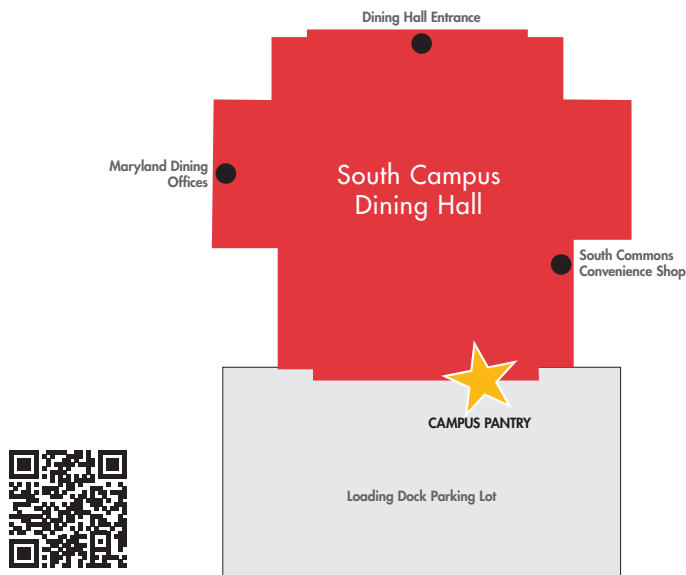 Dining Hall Entrance
Maryland Dining
Offices
South Campus
Dining Hall
South Commons
Convenience Shop
CAMPUS PANTRY
Loading Dock Parking Lot